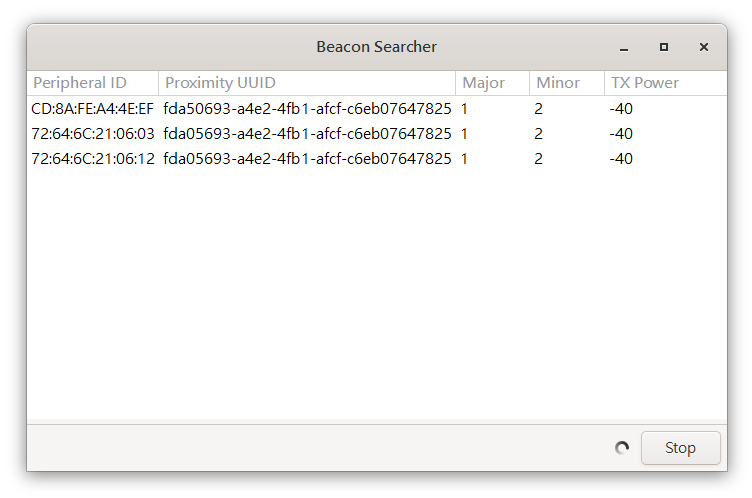 Beacon Searcher
Peripheral ID Proximity UUID Major Minor TX Power
CD:8A:FE:A4:4E:EF fda50693-a4e2-4fb1-afcf-c6eb07647825 1 2 -40
72:64:6C:21:06:03 fda05693-a4e2-4fb1-afcf-c6eb07647825 1 2 -40
72:64:6C:21:06:12 fda05693-a4e2-4fb1-afcf-c6eb07647825 1 2 -40
Stop